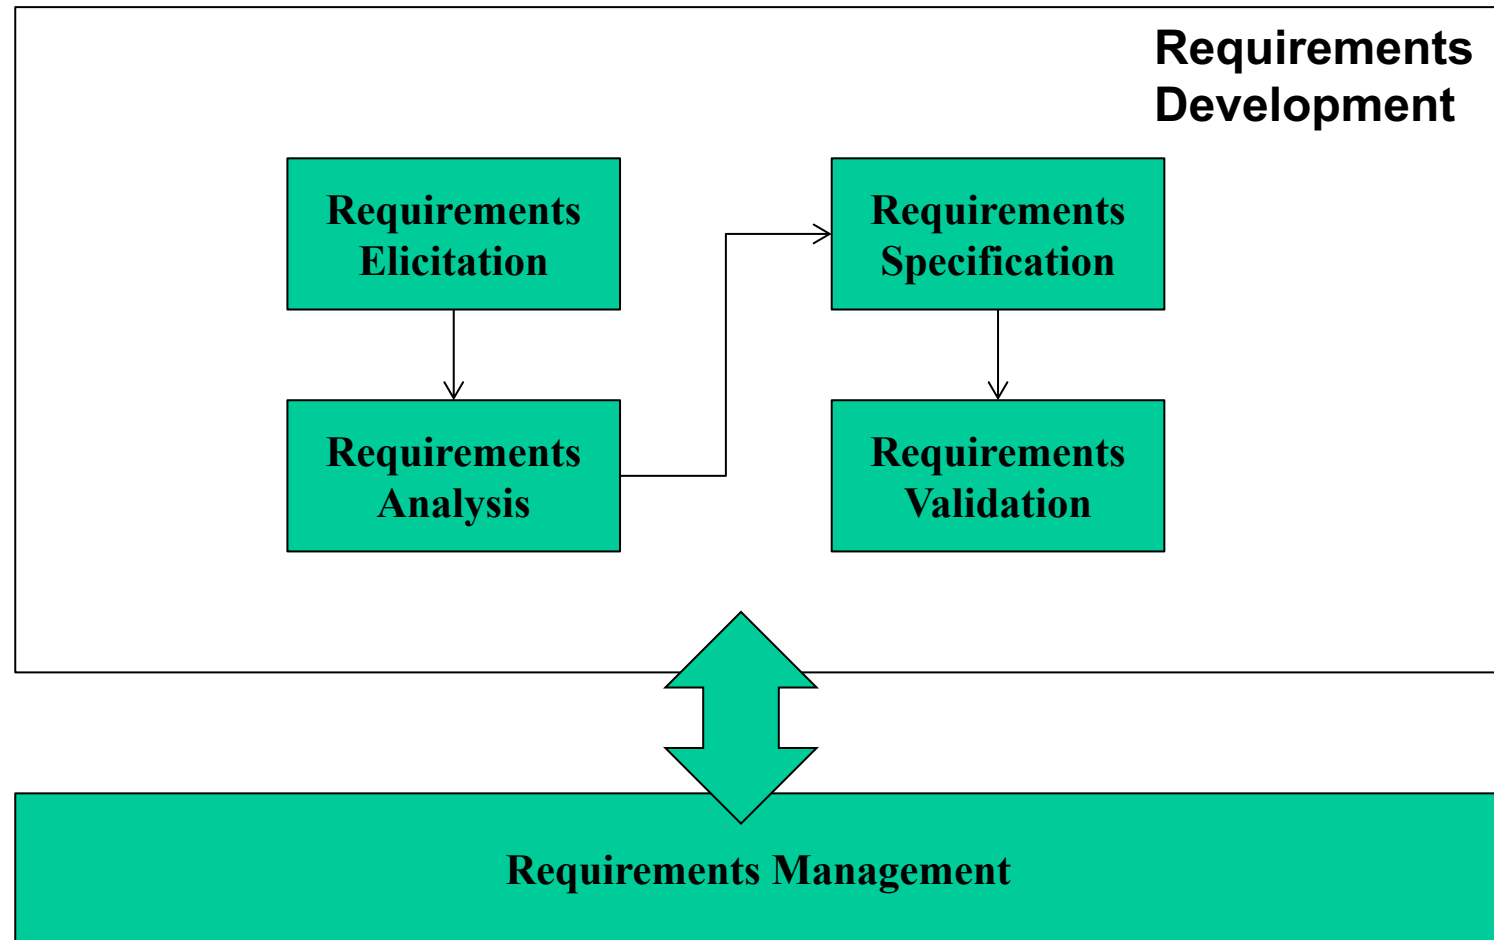 Requirements
Development
Requirements
Elicitation
Requirements
Analysis
Requirements
Specification
Requirements
Validation
Requirements Management